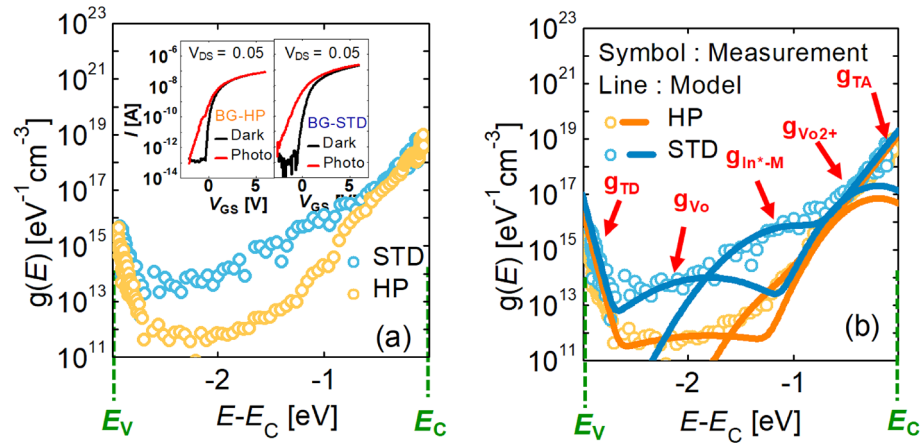 10^23
10^21
10^19
10^17
10^15
10^13
10^11
g(E) [eV^-1 cm^-3]
V_DS = 0.05
V_DS = 0.05
10^-6
10^-8
10^-10
10^-12
10^-14
I [A]
BG-HP
Dark
Photo
BG-STD
Dark
Photo
0
5
0
5
V_GS [V]
V_GS [V]
STD
HP
(a)
-2
-1
E_V
E-E_C [eV]
E_C
10^23
10^21
10^19
10^17
10^15
10^13
10^11
g(E) [eV^-1 cm^-3]
Symbol : Measurement
Line : Model
HP
STD
g_TA
g_Vo2+
g_In*-M
g_TD
g_Vo
(b)
-2
-1
E_V
E-E_C [eV]
E_C